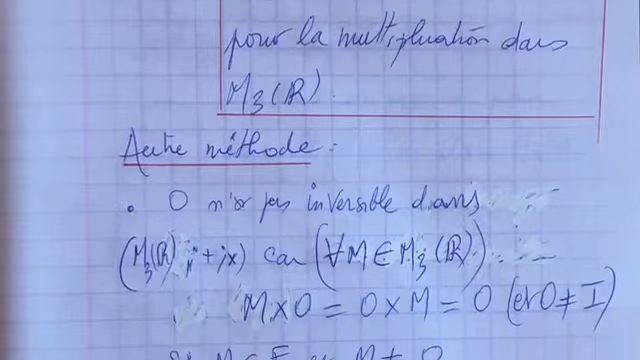 pour la multiplication dans
M₃(ℝ).
Autre méthode :
• O n'est pas inversible dans
(M₃(ℝ); +; ×) car (∀M ∈ M₃(ℝ))
M×O = O×M = O (et O ≠ I)
M ≠ O